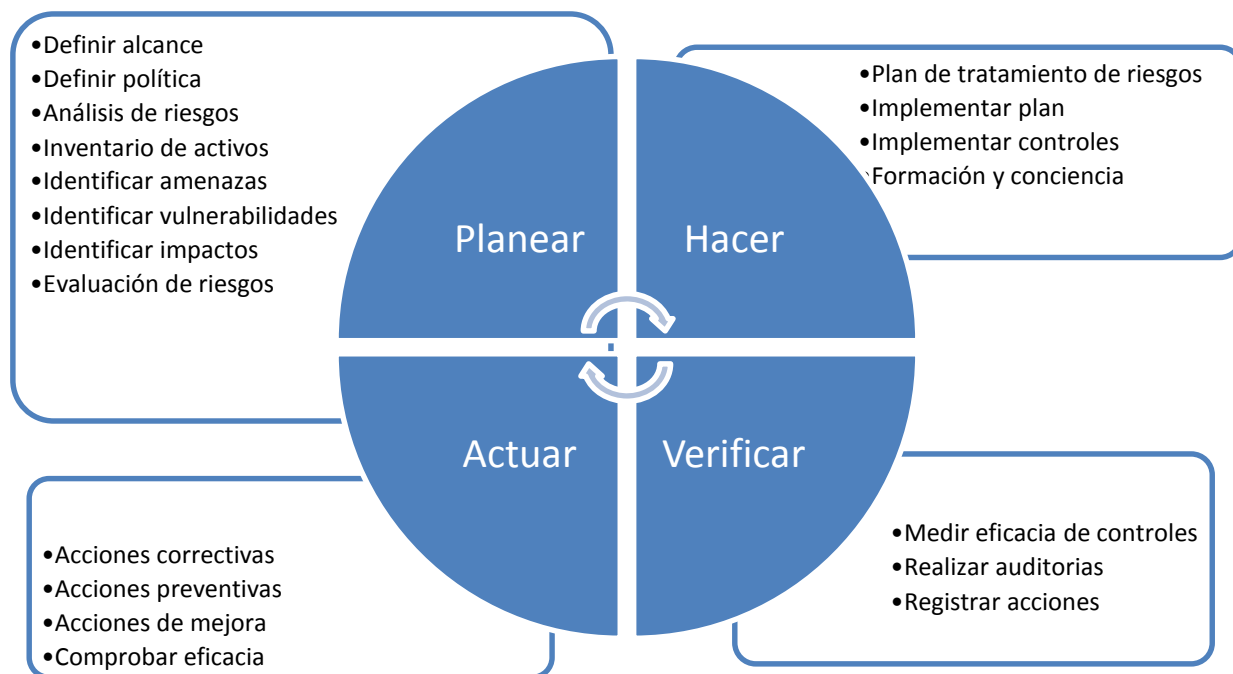 •Definir alcance
•Definir política
•Análisis de riesgos
•Inventario de activos
•Identificar amenazas
•Identificar vulnerabilidades
•Identificar impactos
•Evaluación de riesgos
•Plan de tratamiento de riesgos
•Implementar plan
•Implementar controles
•Formación y conciencia
Planear
Hacer
Actuar
Verificar
•Acciones correctivas
•Acciones preventivas
•Acciones de mejora
•Comprobar eficacia
•Medir eficacia de controles
•Realizar auditorias
•Registrar acciones